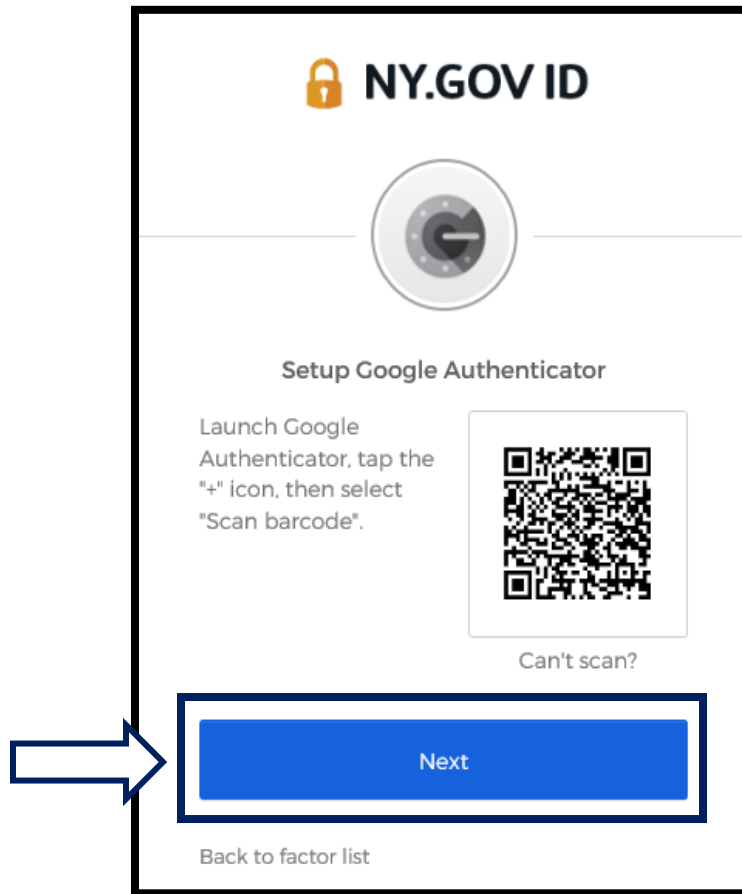 NY.GOV ID
Setup Google Authenticator
Launch Google
Authenticator, tap the
"+" icon, then select
"Scan barcode".
Can't scan?
Next
Back to factor list